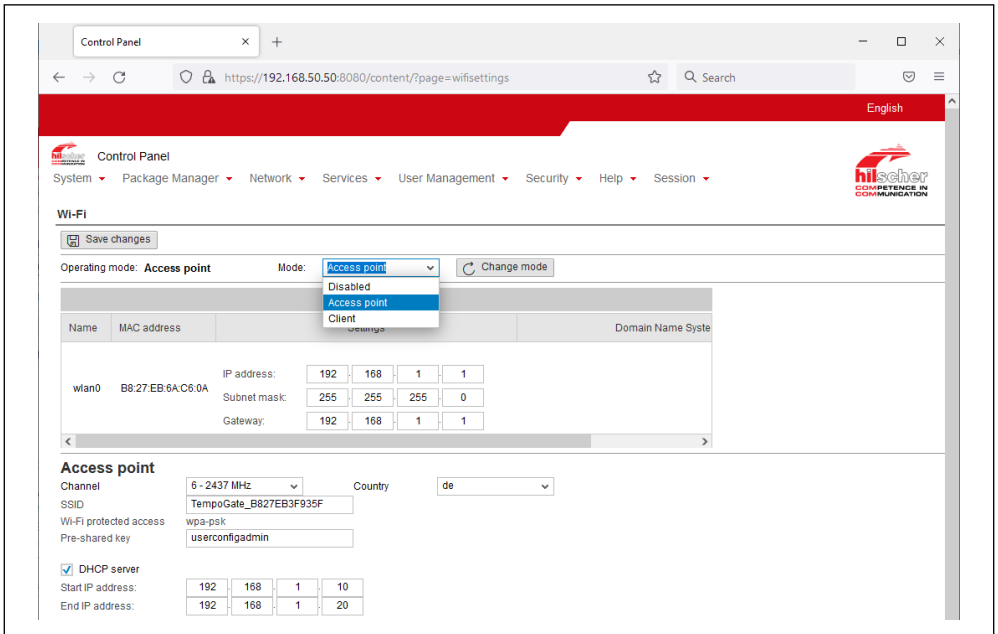 Control Panel
https://192.168.50.50:8080/content/?page=wifisettings
Search
English
hilscher
COMPETENCE IN
COMMUNICATION
Control Panel
System Package Manager Network Services User Management Security Help Session
hilscher
COMPETENCE IN
COMMUNICATION
Wi-Fi
Save changes
Operating mode: Access point Mode: Access point Change mode
Disabled
Access point
Client
Name MAC address Settings Domain Name Syste
wlan0 B8:27:EB:6A:C6:0A
IP address: 192 . 168 . 1 . 1
Subnet mask: 255 . 255 . 255 . 0
Gateway: 192 . 168 . 1 . 1
Access point
Channel 6 - 2437 MHz Country de
SSID TempoGate_B827EB3F935F
Wi-Fi protected access wpa-psk
Pre-shared key userconfigadmin
DHCP server
Start IP address: 192 . 168 . 1 . 10
End IP address: 192 . 168 . 1 . 20